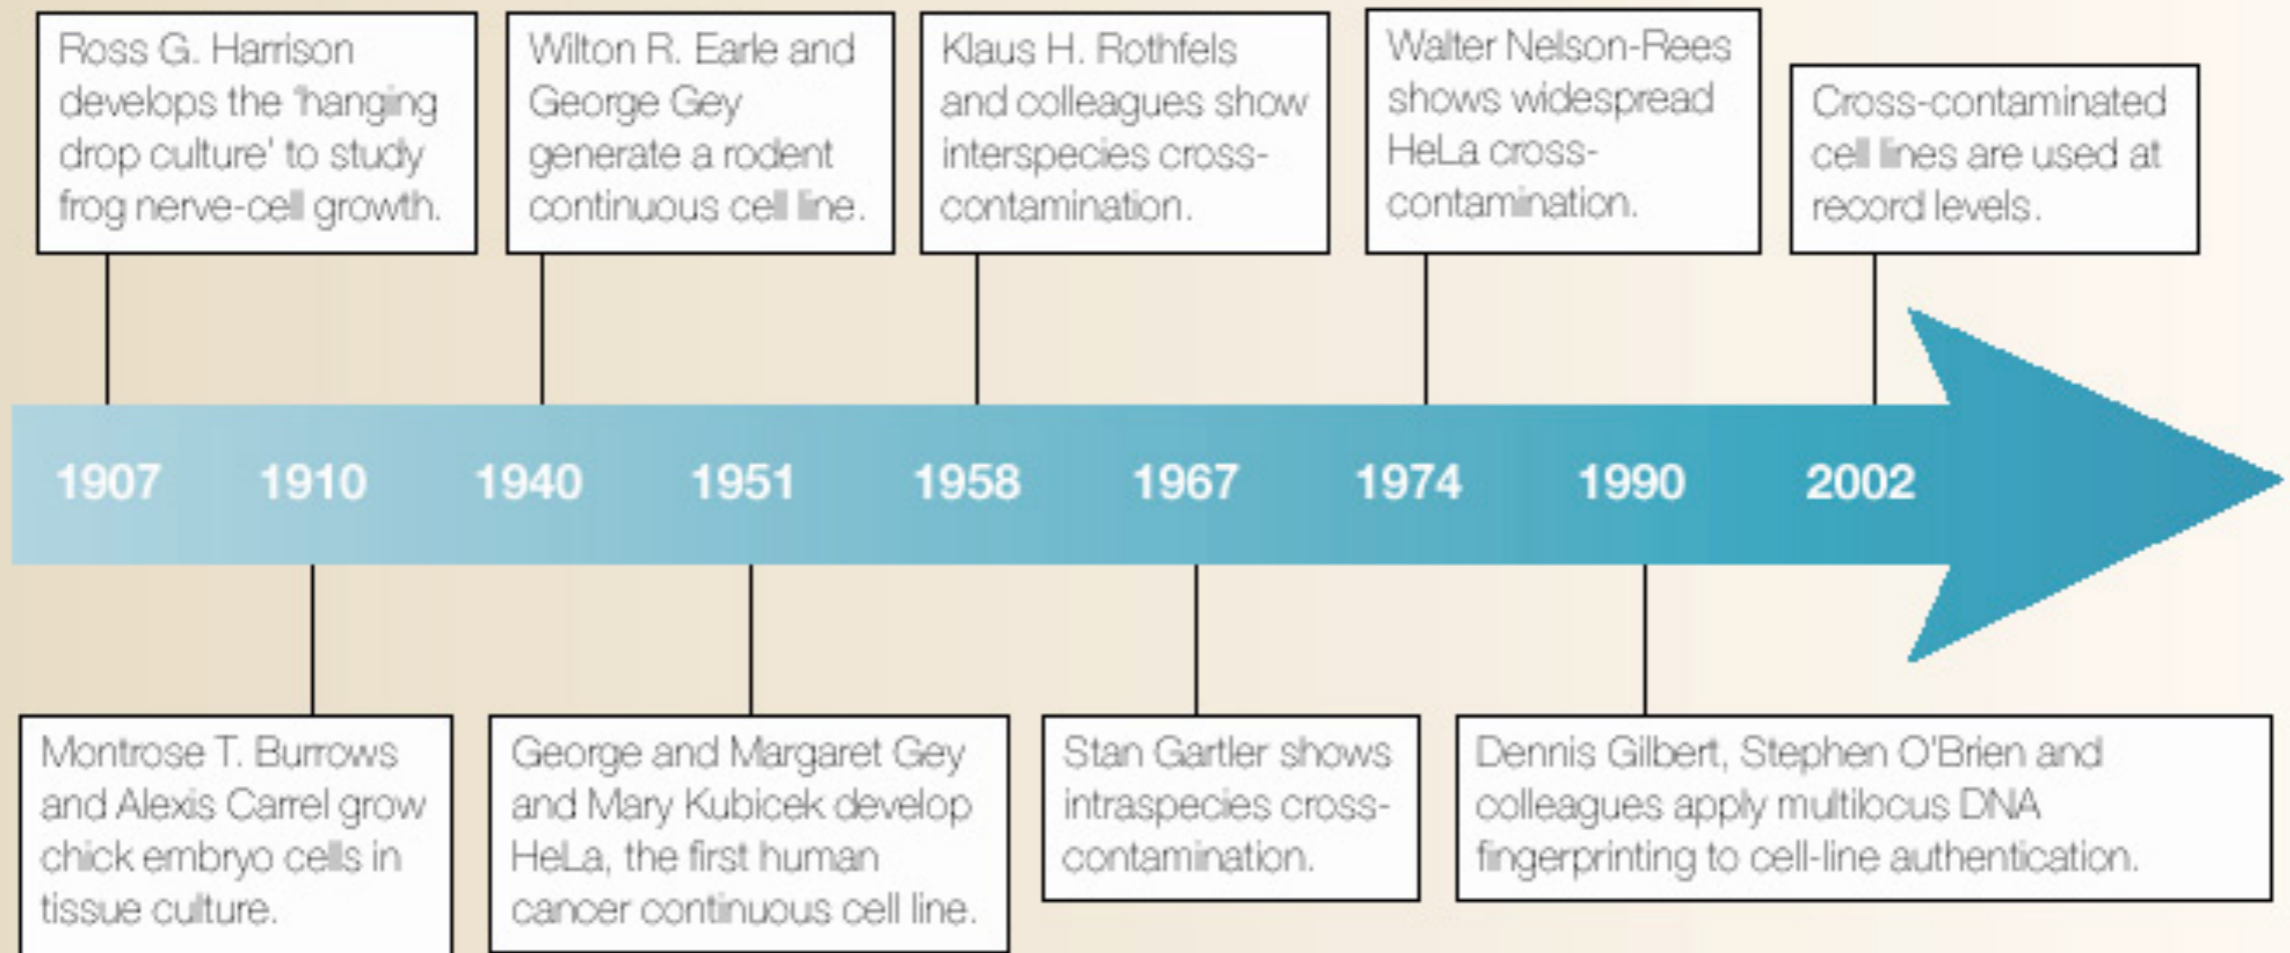 Ross G. Harrison
develops the 'hanging
drop culture' to study
frog nerve-cell growth.
Wilton R. Earle and
George Gey
generate a rodent
continuous cell line.
Klaus H. Rothfels
and colleagues show
interspecies cross-
contamination.
Walter Nelson-Rees
shows widespread
HeLa cross-
contamination.
Cross-contaminated
cell lines are used at
record levels.
1907 1910 1940 1951 1958 1967 1974 1990 2002
Montrose T. Burrows
and Alexis Carrel grow
chick embryo cells in
tissue culture.
George and Margaret Gey
and Mary Kubicek develop
HeLa, the first human
cancer continuous cell line.
Stan Gartler shows
intraspecies cross-
contamination.
Dennis Gilbert, Stephen O'Brien and
colleagues apply multilocus DNA
fingerprinting to cell-line authentication.